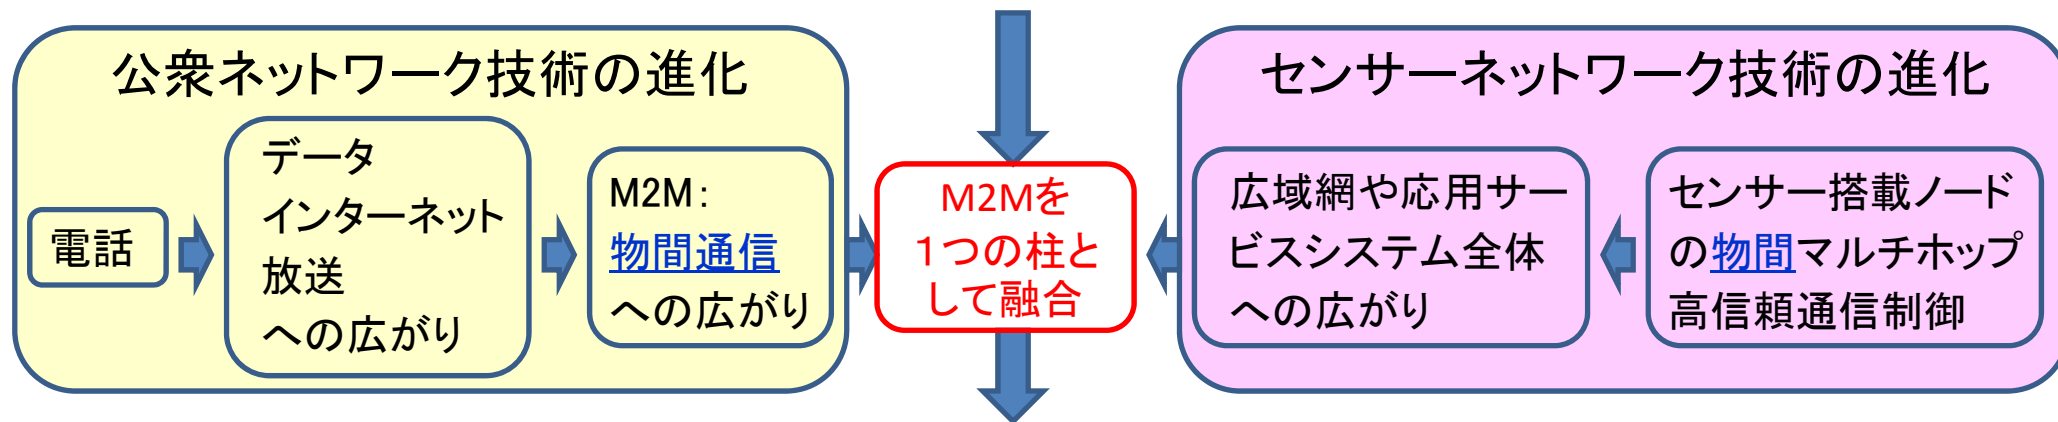 公衆ネットワーク技術の進化
電話
データ
インターネット
放送
への広がり
M2M：
物間通信
への広がり
M2Mを
１つの柱と
して融合
センサーネットワーク技術の進化
広域網や応用サー
ビスシステム全体
への広がり
センサー搭載ノード
の物間マルチホップ
高信頼通信制御